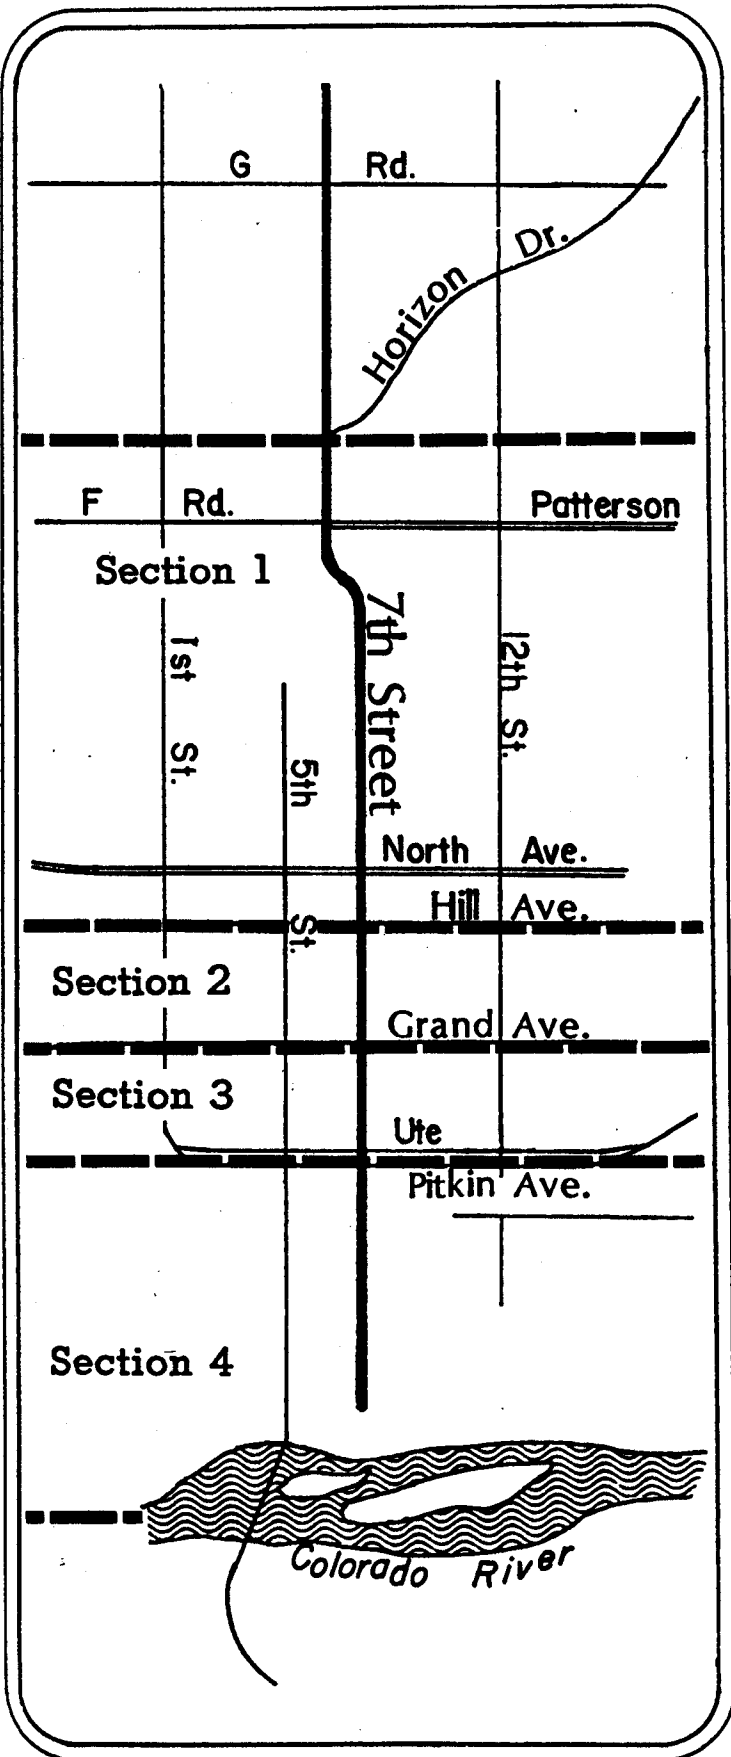 G Rd.
Horizon Dr.
F Rd. Patterson
Section 1
1st St.
5th St.
7th Street
12th St.
North Ave.
Hill Ave.
Section 2
Grand Ave.
Section 3
Ute
Pitkin Ave.
Section 4
Colorado River